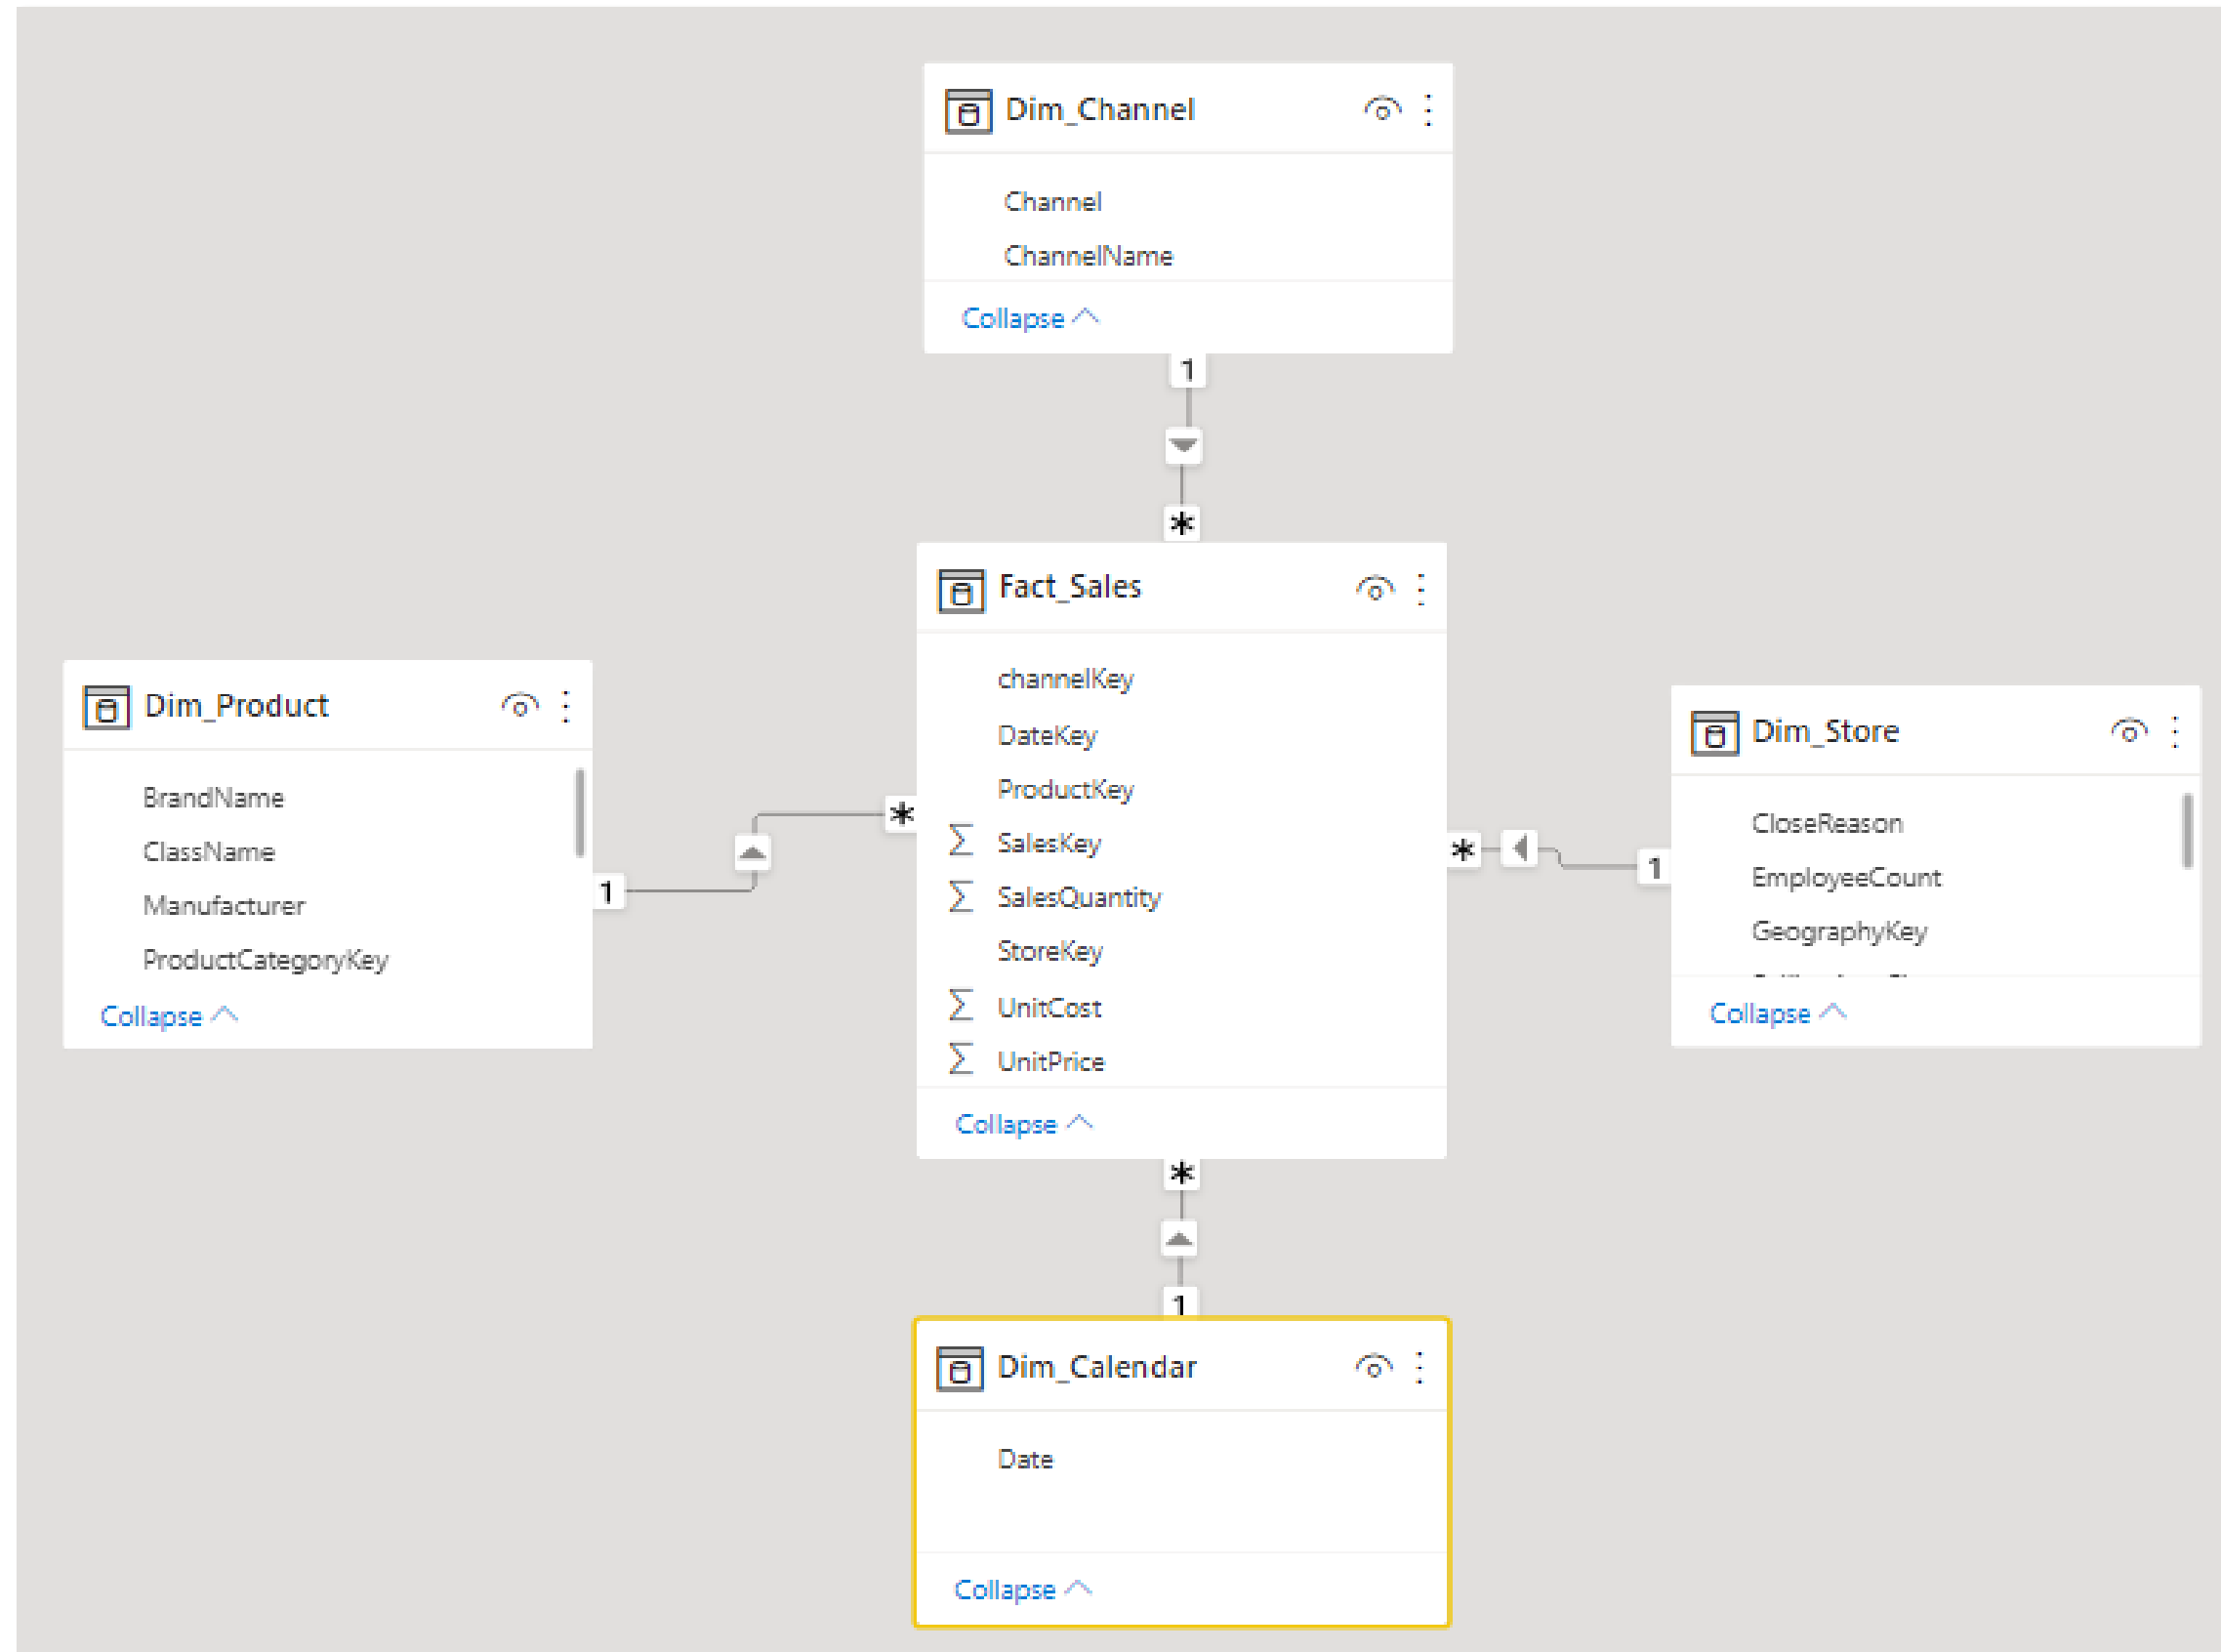 Dim_Channel
Channel
ChannelName
Collapse
1
*
Fact_Sales
channelKey
DateKey
ProductKey
Σ SalesKey
Σ SalesQuantity
StoreKey
Σ UnitCost
Σ UnitPrice
Collapse
Dim_Product
BrandName
ClassName
Manufacturer
ProductCategoryKey
Collapse
1
*
Dim_Store
CloseReason
EmployeeCount
GeographyKey
Collapse
*
1
*
1
Dim_Calendar
Date
Collapse